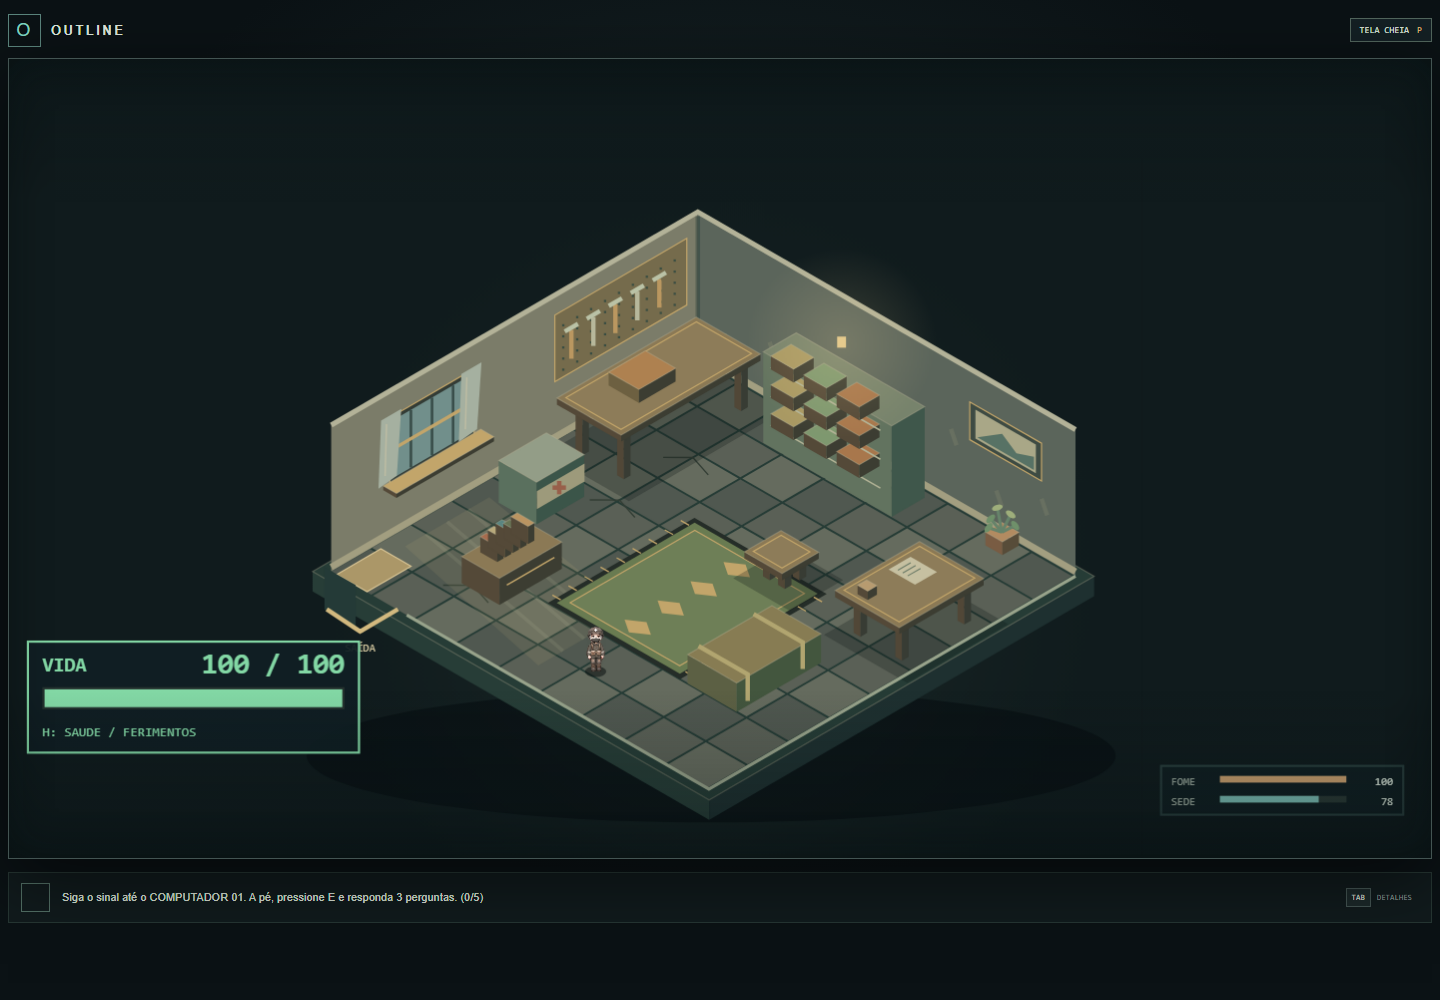 O OUTLINE
TELA CHEIA P
VIDA 100 / 100
H: SAUDE / FERIMENTOS
FOME 100
SEDE 78
Siga o sinal até o COMPUTADOR 01. A pé, pressione E e responda 3 perguntas. (0/5)
TAB DETALHES